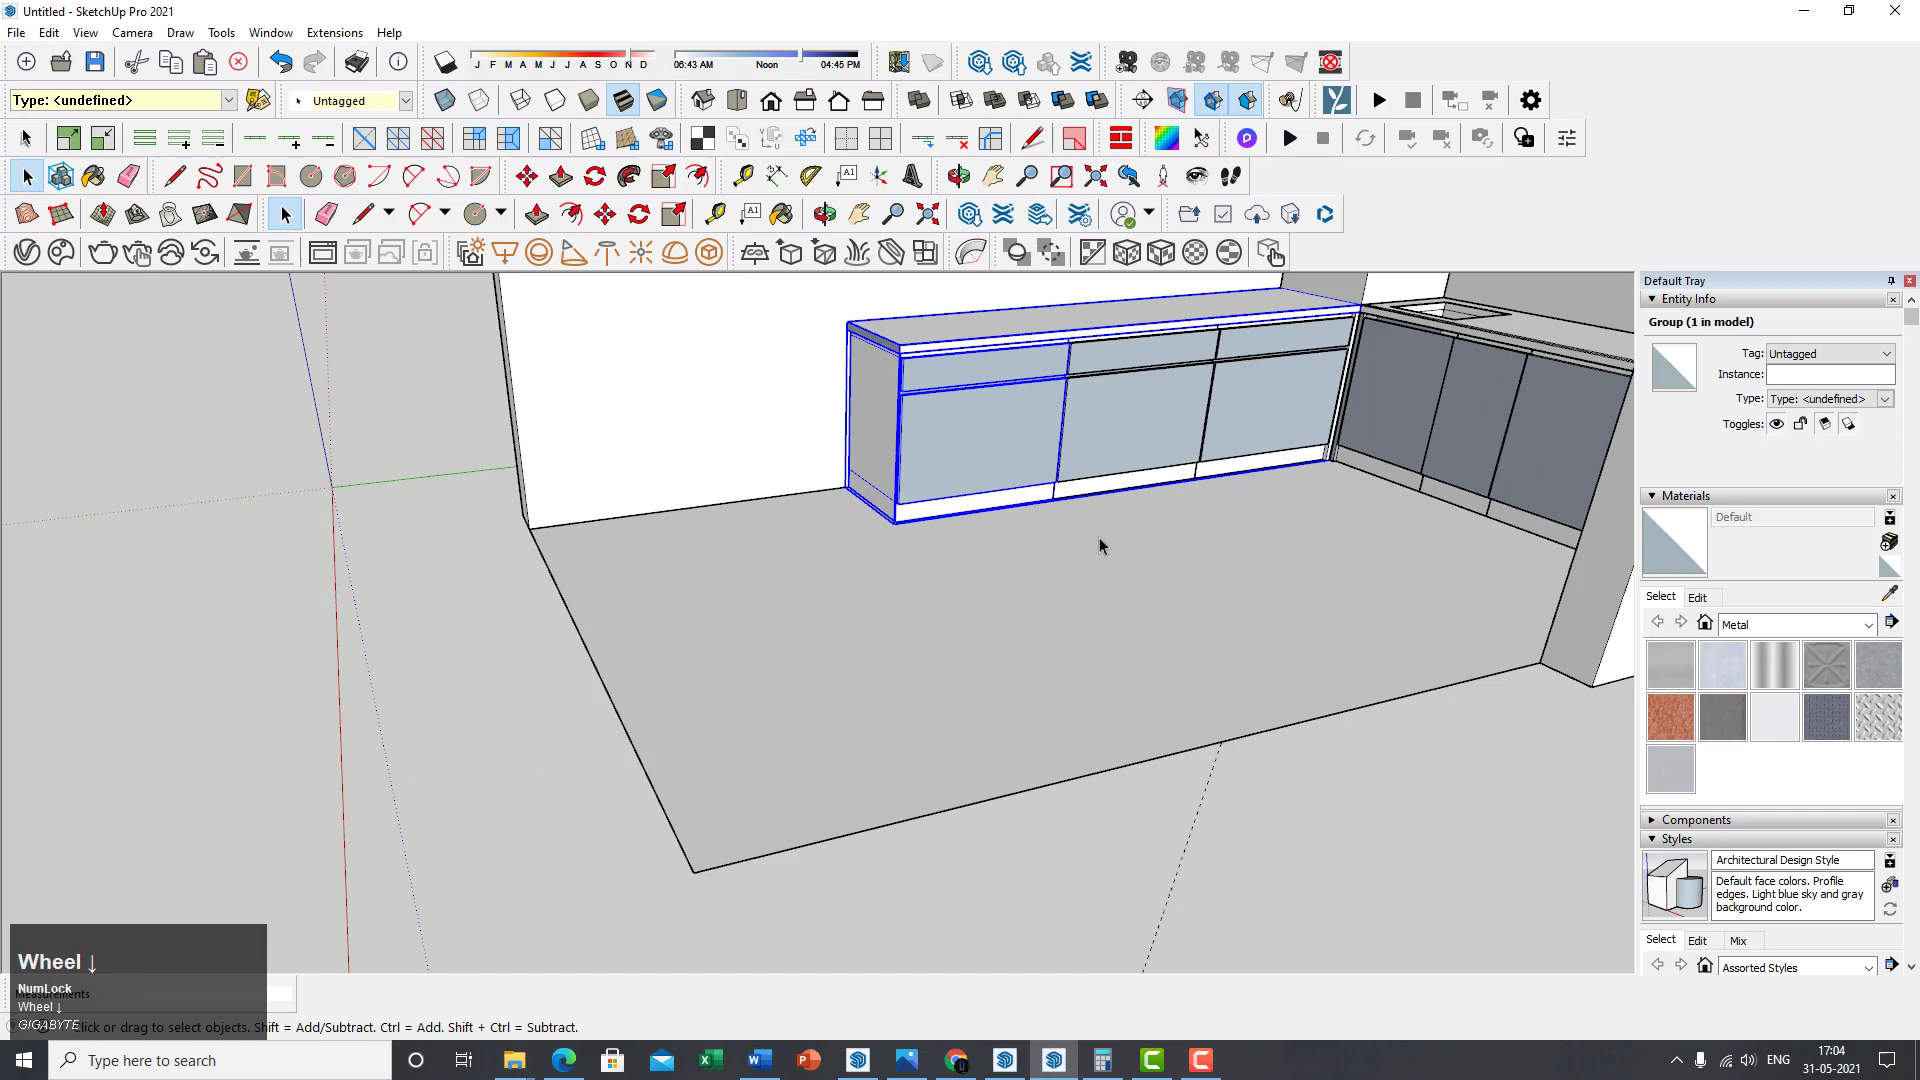 Untitled - SketchUp Pro 2021
File Edit View Camera Draw Tools Window Extensions Help
J F M A M J J A S O N D
06:43 AM Noon 04:45 PM
Type: <undefined>
Untagged
A1
A1
Default Tray
Entity Info
Group (1 in model)
Tag: Untagged
Instance:
Type: Type: <undefined>
Toggles:
Materials
Default
Select Edit
Metal
Components
Styles
Architectural Design Style
Default face colors. Profile
edges. Light blue sky and gray
background color.
Select Edit Mix
Assorted Styles
Wheel ↓
NumLock
Measurements
Wheel ↓
GIGABYTE
Click or drag to select objects. Shift = Add/Subtract. Ctrl = Add. Shift + Ctrl = Subtract.
Type here to search
ENG
17:04
31-05-2021